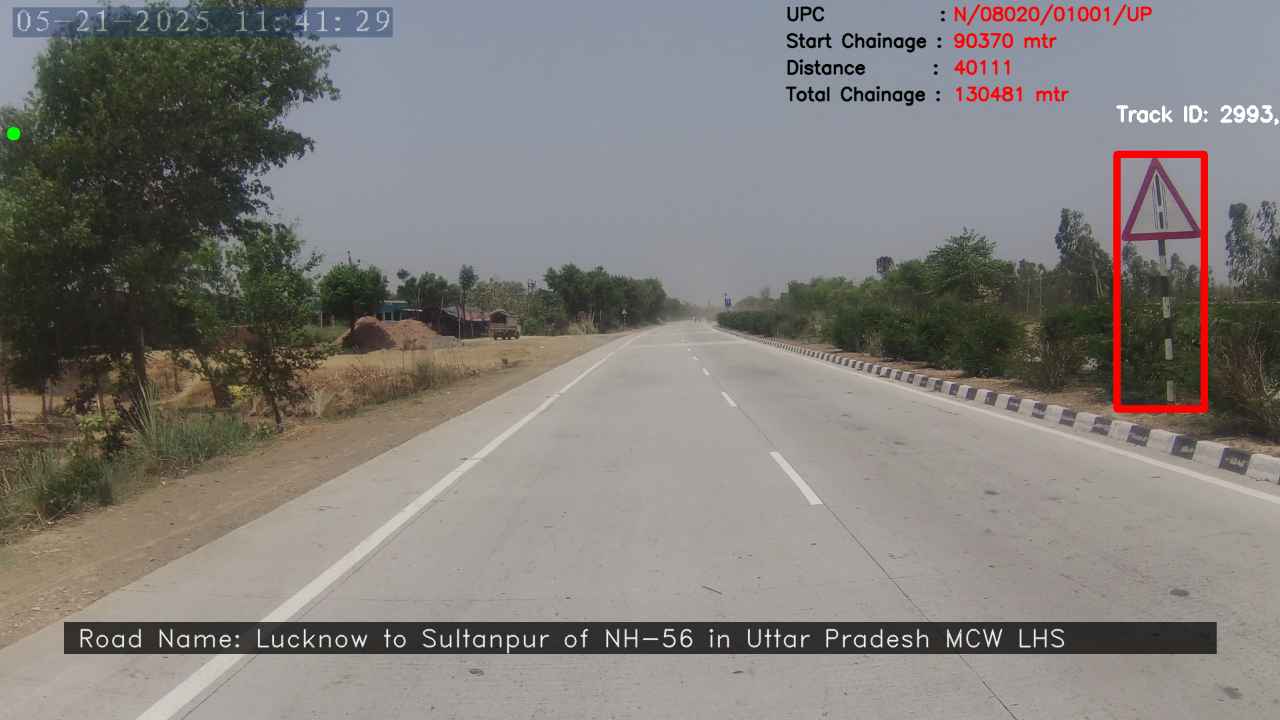 05-21-2025 11:41:29
UPC : N/08020/01001/UP
Start Chainage : 90370 mtr
Distance : 40111
Total Chainage : 130481 mtr
Track ID: 2993,
Road Name: Lucknow to Sultanpur of NH-56 in Uttar Pradesh MCW LHS